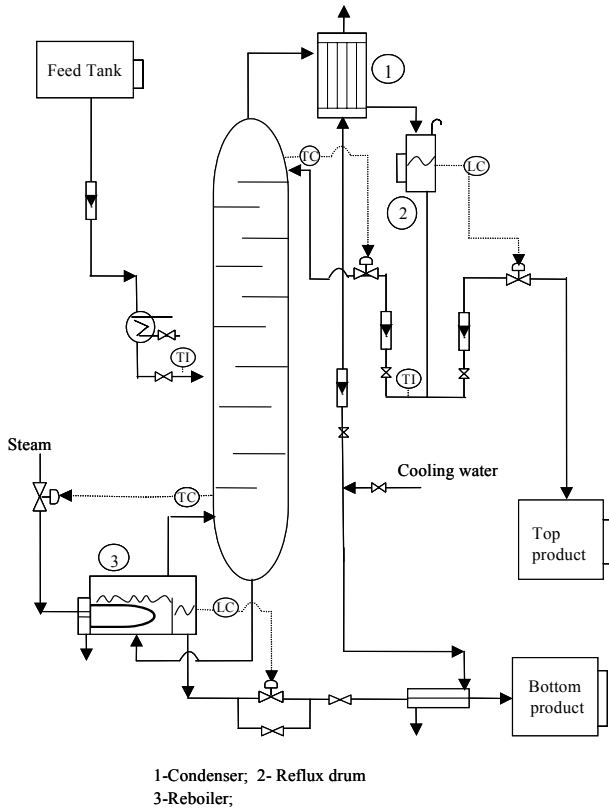 Feed Tank
1
TC
LC
2
TI
TI
Steam
Cooling water
TC
Top
product
3
LC
Bottom
product
1-Condenser; 2- Reflux drum
3-Reboiler;